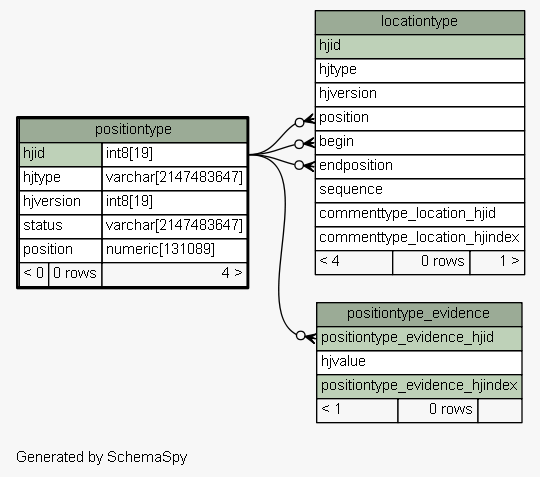 locationtype
hjid
hjtype
hjversion
position
begin
endposition
sequence
commenttype_location_hjid
commenttype_location_hjindex
< 4 0 rows 1 >
positiontype
hjid int8[19]
hjtype varchar[2147483647]
hjversion int8[19]
status varchar[2147483647]
position numeric[131089]
< 0 0 rows 4 >
positiontype_evidence
positiontype_evidence_hjid
hjvalue
positiontype_evidence_hjindex
< 1 0 rows
Generated by SchemaSpy